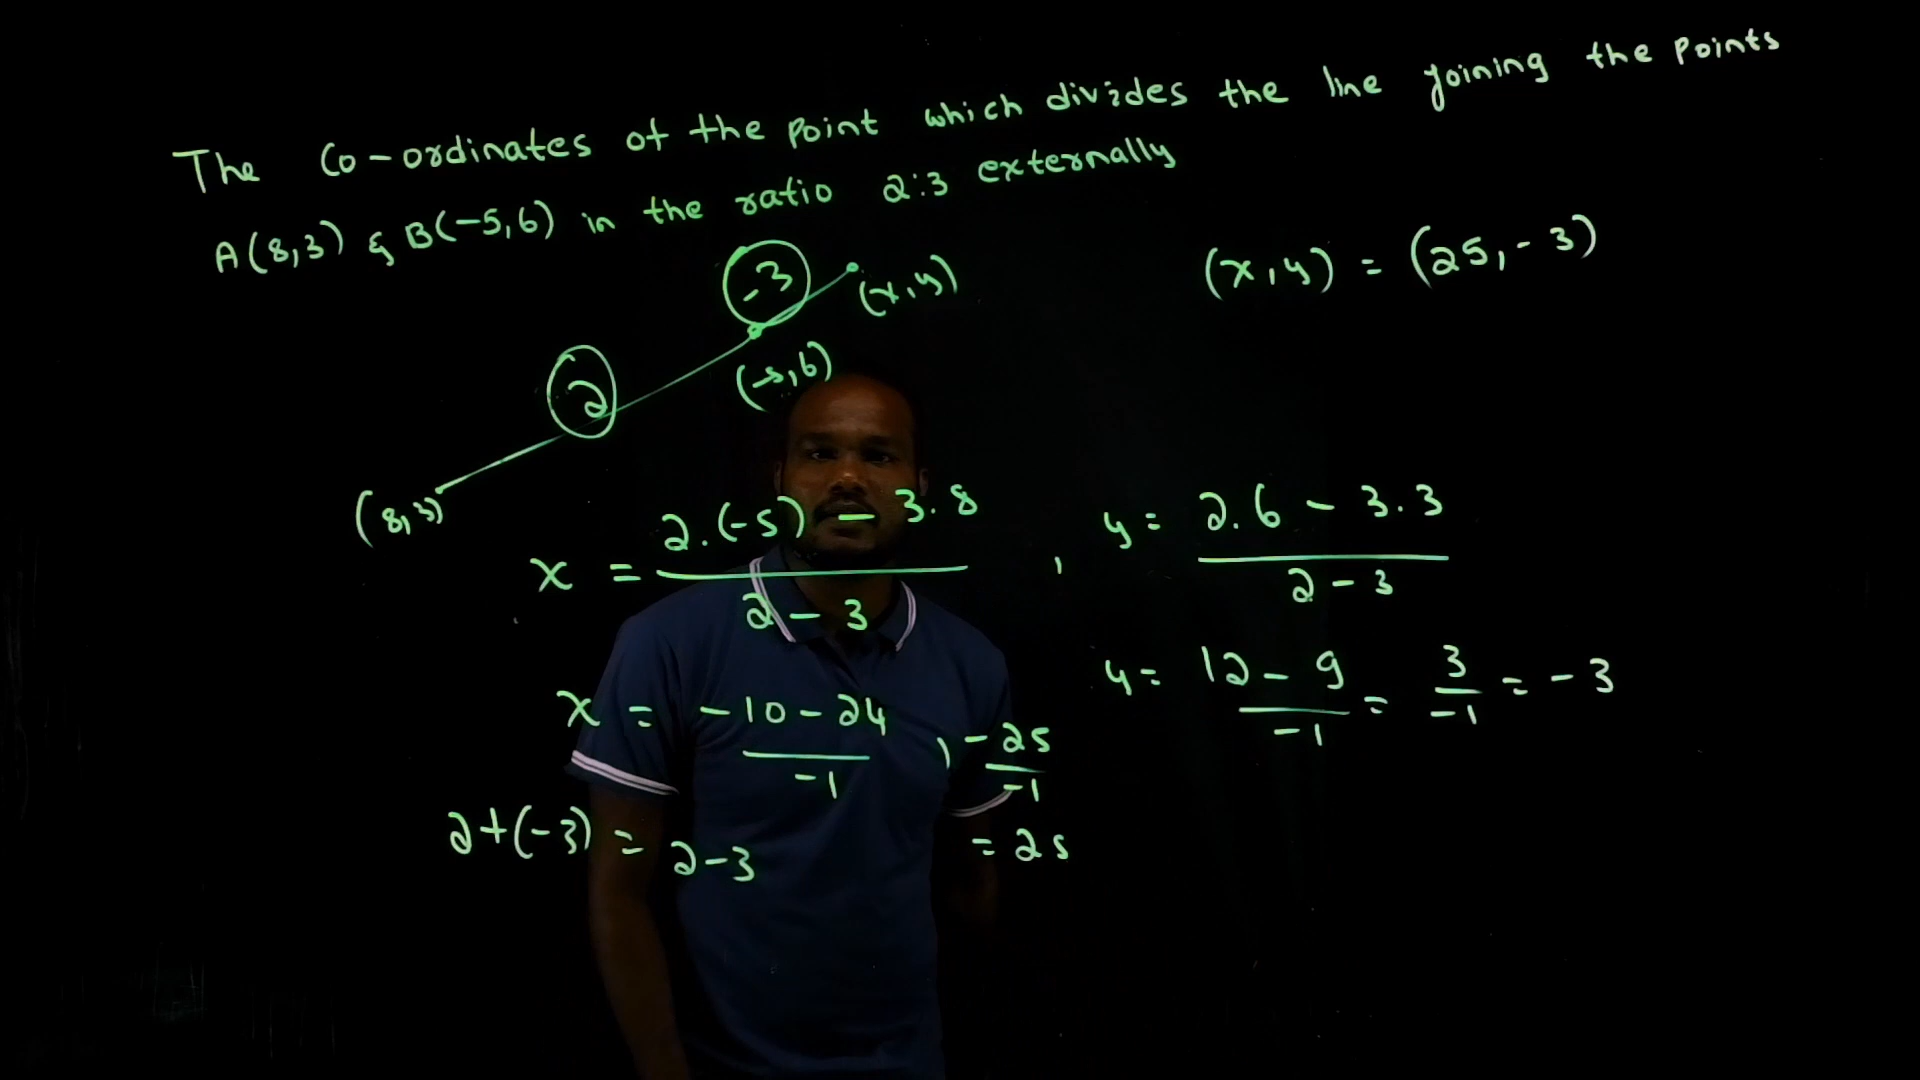 The Co-ordinates of the point which divides the line joining the points
A(8,3) & B(-5,6) in the ratio 2:3 externally
(x,y) = (25,-3)
-3
(x,y)
2
(-5,6)
(8,3)
x = 2.(-5) - 3.8 / 2 - 3 , y = 2.6 - 3.3 / 2 - 3
x = -10-24 / -1 , -25 / -1
= 25
y = 12 - 9 / -1 = 3 / -1 = -3
2+(-3) = 2-3